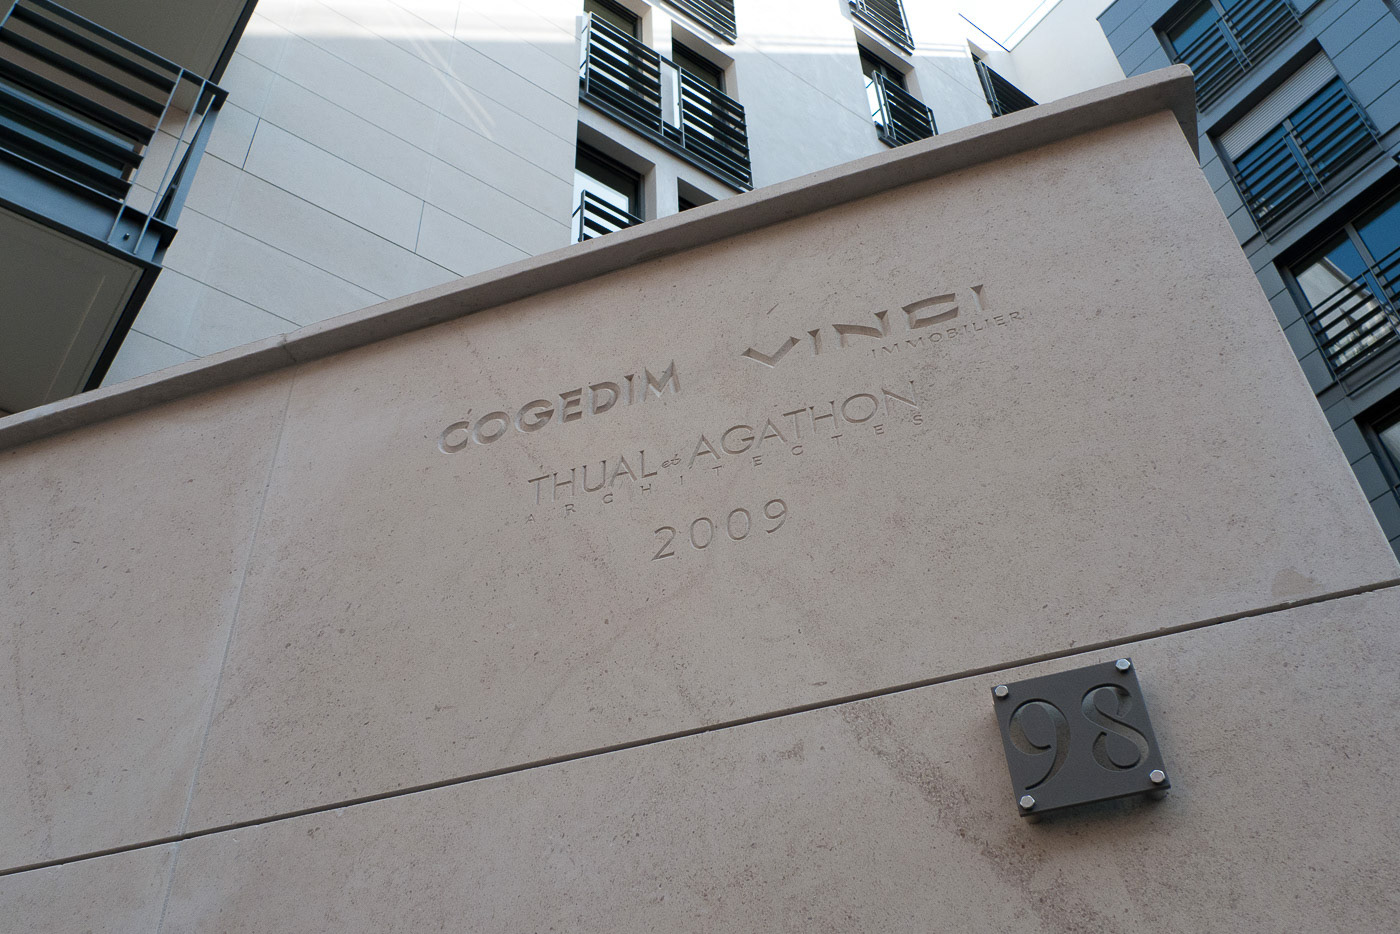 COGEDIM VINCI
IMMOBILIER
THUAL et AGATHON
ARCHITECTES
2009
98